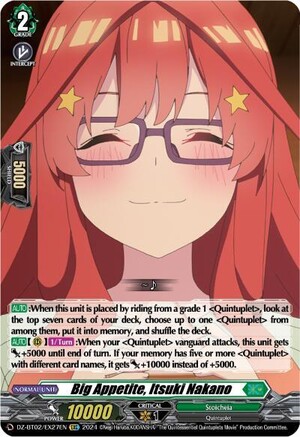 2
GRADE
INTERCEPT
5000
SHIELD
~♪
AUTO :When this unit is placed by riding from a grade 1 <Quintuplet>, look at
the top seven cards of your deck, choose up to one <Quintuplet> from
among them, put it into memory, and shuffle the deck.
AUTO 1/Turn :When your <Quintuplet> vanguard attacks, this unit gets
+5000 until end of turn. If your memory has five or more <Quintuplet>
with different card names, it gets +10000 instead of +5000.
NORMAL UNIT
Big Appetite, Itsuki Nakano
POWER 10000
CRITICAL
1
Stoicheia
Quintuplet
DZ-BT02/EX27EN
2024 ©Negi Haruba, KODANSHA/ "The Quintessential Quintuplets Movie" Production Committee.